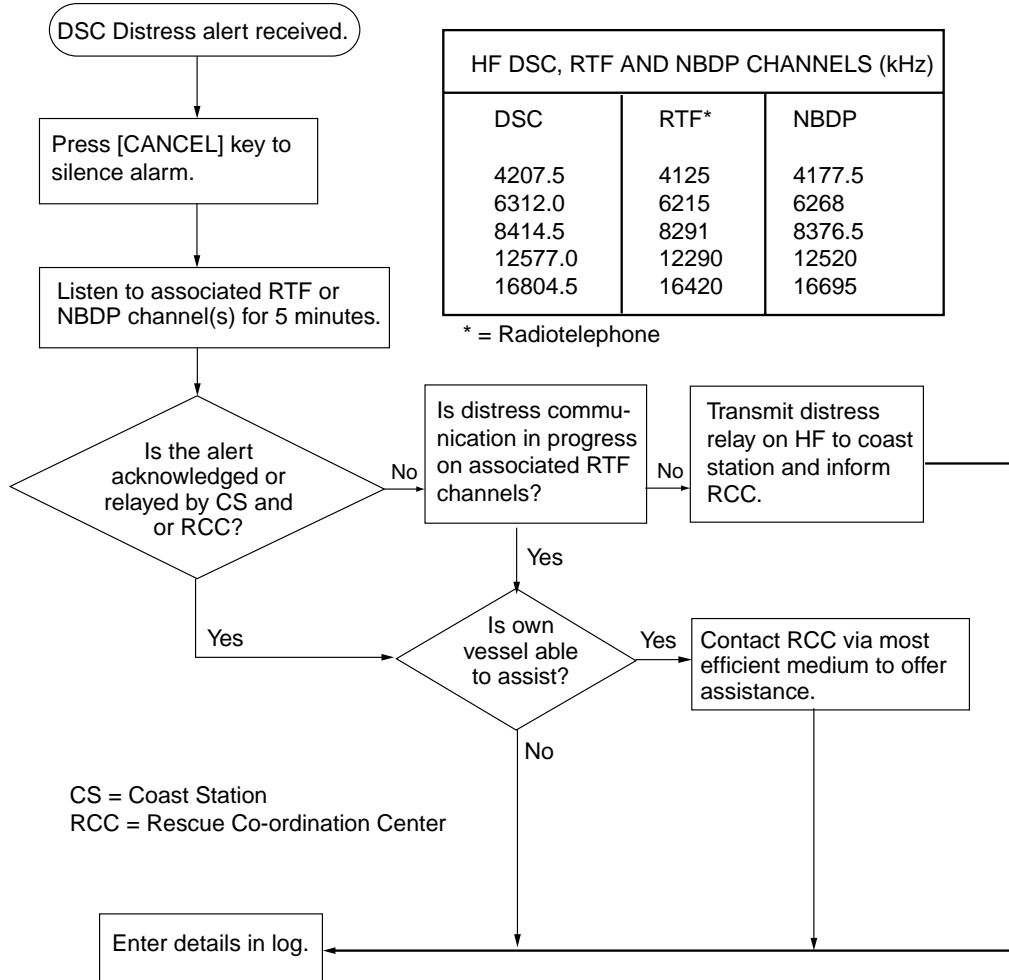 DSC Distress alert received.
Press [CANCEL] key to
silence alarm.
Listen to associated RTF or
NBDP channel(s) for 5 minutes.
HF DSC, RTF AND NBDP CHANNELS (kHz)
DSC RTF* NBDP
4207.5 4125 4177.5
6312.0 6215 6268
8414.5 8291 8376.5
12577.0 12290 12520
16804.5 16420 16695
* = Radiotelephone
Is the alert
acknowledged or
relayed by CS and
or RCC?
No
Is distress commu-
nication in progress
on associated RTF
channels?
No
Transmit distress
relay on HF to coast
station and inform
RCC.
Yes
Yes
Is own
vessel able
to assist?
Yes
Contact RCC via most
efficient medium to offer
assistance.
No
CS = Coast Station
RCC = Rescue Co-ordination Center
Enter details in log.